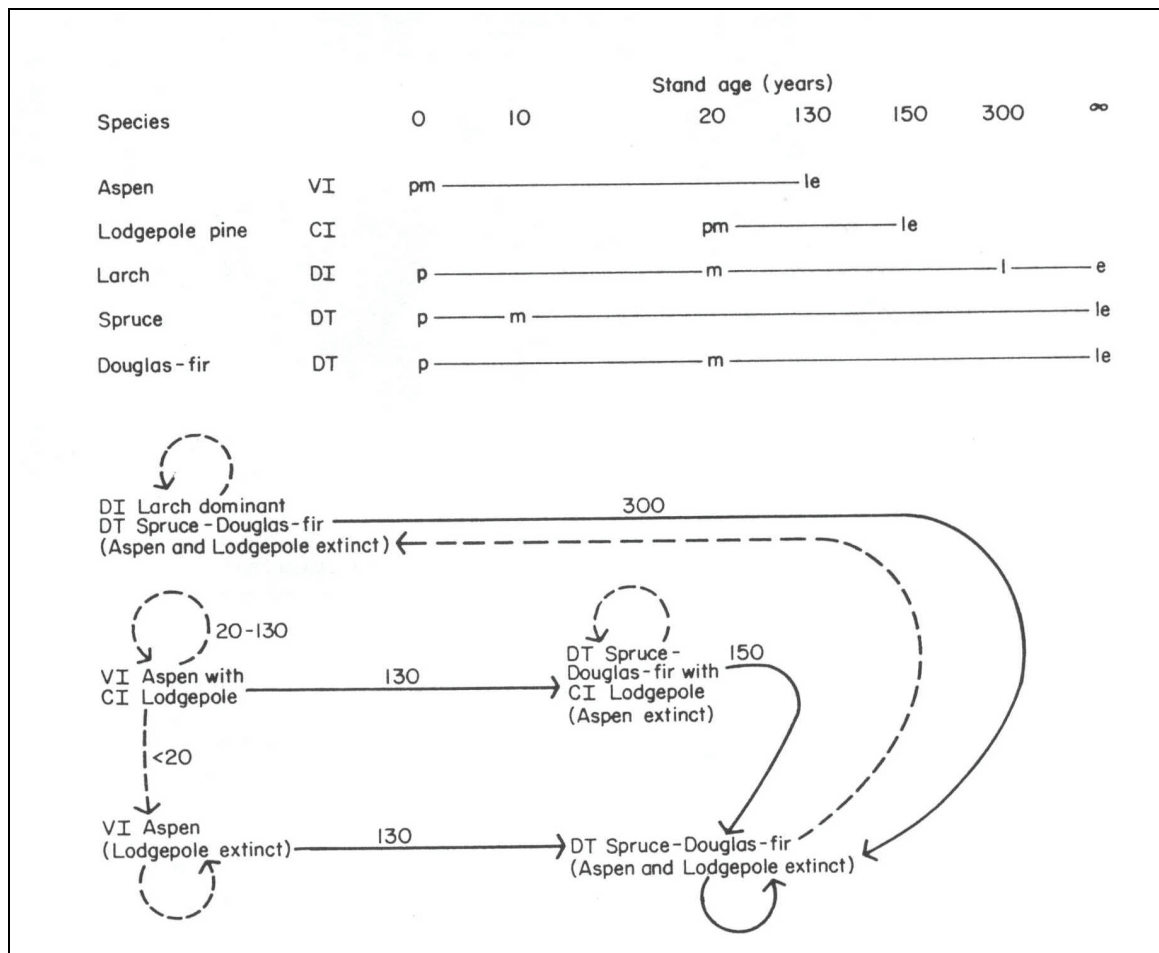 Stand age (years)
Species 0 10 20 130 150 300 ∞
Aspen VI pm le
Lodgepole pine CI pm le
Larch DI p m l e
Spruce DT p m le
Douglas-fir DT p m le
DI Larch dominant
DT Spruce-Douglas-fir
(Aspen and Lodgepole extinct)
300
20-130
VI Aspen with
CI Lodgepole
130
DT Spruce-
Douglas-fir with
CI Lodgepole
(Aspen extinct)
150
<20
VI Aspen
(Lodgepole extinct)
130
DT Spruce-Douglas-fir
(Aspen and Lodgepole extinct)